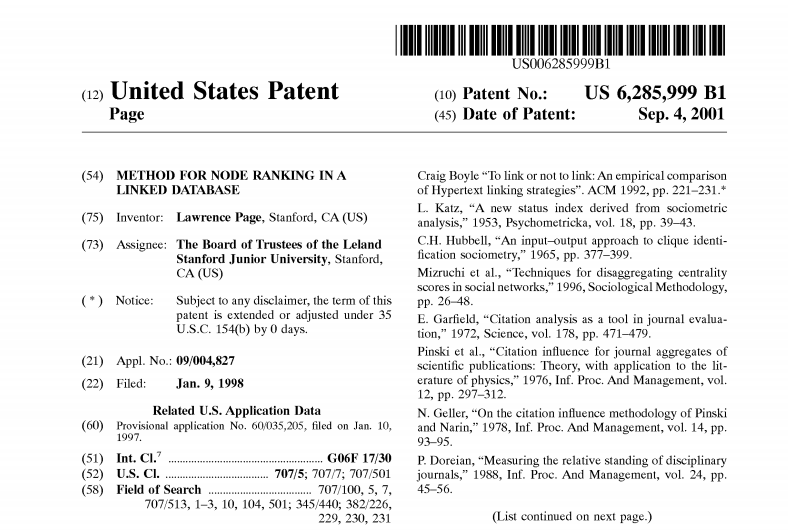 US006285999B1
(12) United States Patent
Page
(10) Patent No.: US 6,285,999 B1
(45) Date of Patent: Sep. 4, 2001
(54) METHOD FOR NODE RANKING IN A
LINKED DATABASE
(75) Inventor: Lawrence Page, Stanford, CA (US)
(73) Assignee: The Board of Trustees of the Leland
Stanford Junior University, Stanford,
CA (US)
( * ) Notice: Subject to any disclaimer, the term of this
patent is extended or adjusted under 35
U.S.C. 154(b) by 0 days.
(21) Appl. No.: 09/004,827
(22) Filed: Jan. 9, 1998
Related U.S. Application Data
(60) Provisional application No. 60/035,205, filed on Jan. 10,
1997.
(51) Int. Cl.7 ................................................ G06F 17/30
(52) U.S. Cl. .................................. 707/5; 707/7; 707/501
(58) Field of Search .................................. 707/100, 5, 7,
707/513, 1–3, 10, 104, 501; 345/440; 382/226,
229, 230, 231
Craig Boyle “To link or not to link: An empirical comparison
of Hypertext linking strategies”. ACM 1992, pp. 221–231.*
L. Katz, “A new status index derived from sociometric
analysis,” 1953, Psychometricka, vol. 18, pp. 39–43.
C.H. Hubbell, “An input–output approach to clique identi-
fication sociometry,” 1965, pp. 377–399.
Mizruchi et al., “Techniques for disaggregating centrality
scores in social networks,” 1996, Sociological Methodology,
pp. 26–48.
E. Garfield, “Citation analysis as a tool in journal evalua-
tion,” 1972, Science, vol. 178, pp. 471–479.
Pinski et al., “Citation influence for journal aggregates of
scientific publications: Theory, with application to the lit-
erature of physics,” 1976, Inf. Proc. And Management, vol.
12, pp. 297–312.
N. Geller, “On the citation influence methodology of Pinski
and Narin,” 1978, Inf. Proc. And Management, vol. 14, pp.
93–95.
P. Doreian, “Measuring the relative standing of disciplinary
journals,” 1988, Inf. Proc. And Management, vol. 24, pp.
45–56.
(List continued on next page.)